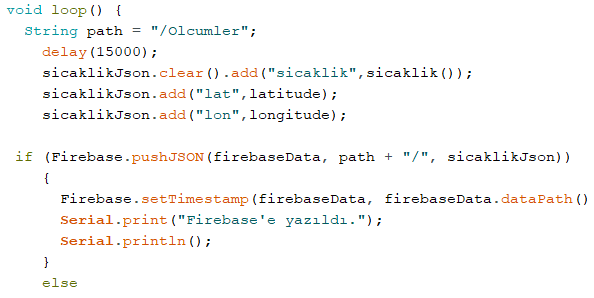 void loop() {
String path = "/Olcumler";
delay(15000);
sicaklikJson.clear().add("sicaklik",sicaklik());
sicaklikJson.add("lat",latitude);
sicaklikJson.add("lon",longitude);
if (Firebase.pushJSON(firebaseData, path + "/", sicaklikJson))
{
Firebase.setTimestamp(firebaseData, firebaseData.dataPath()
Serial.print("Firebase'e yazıldı.");
Serial.println();
}
else